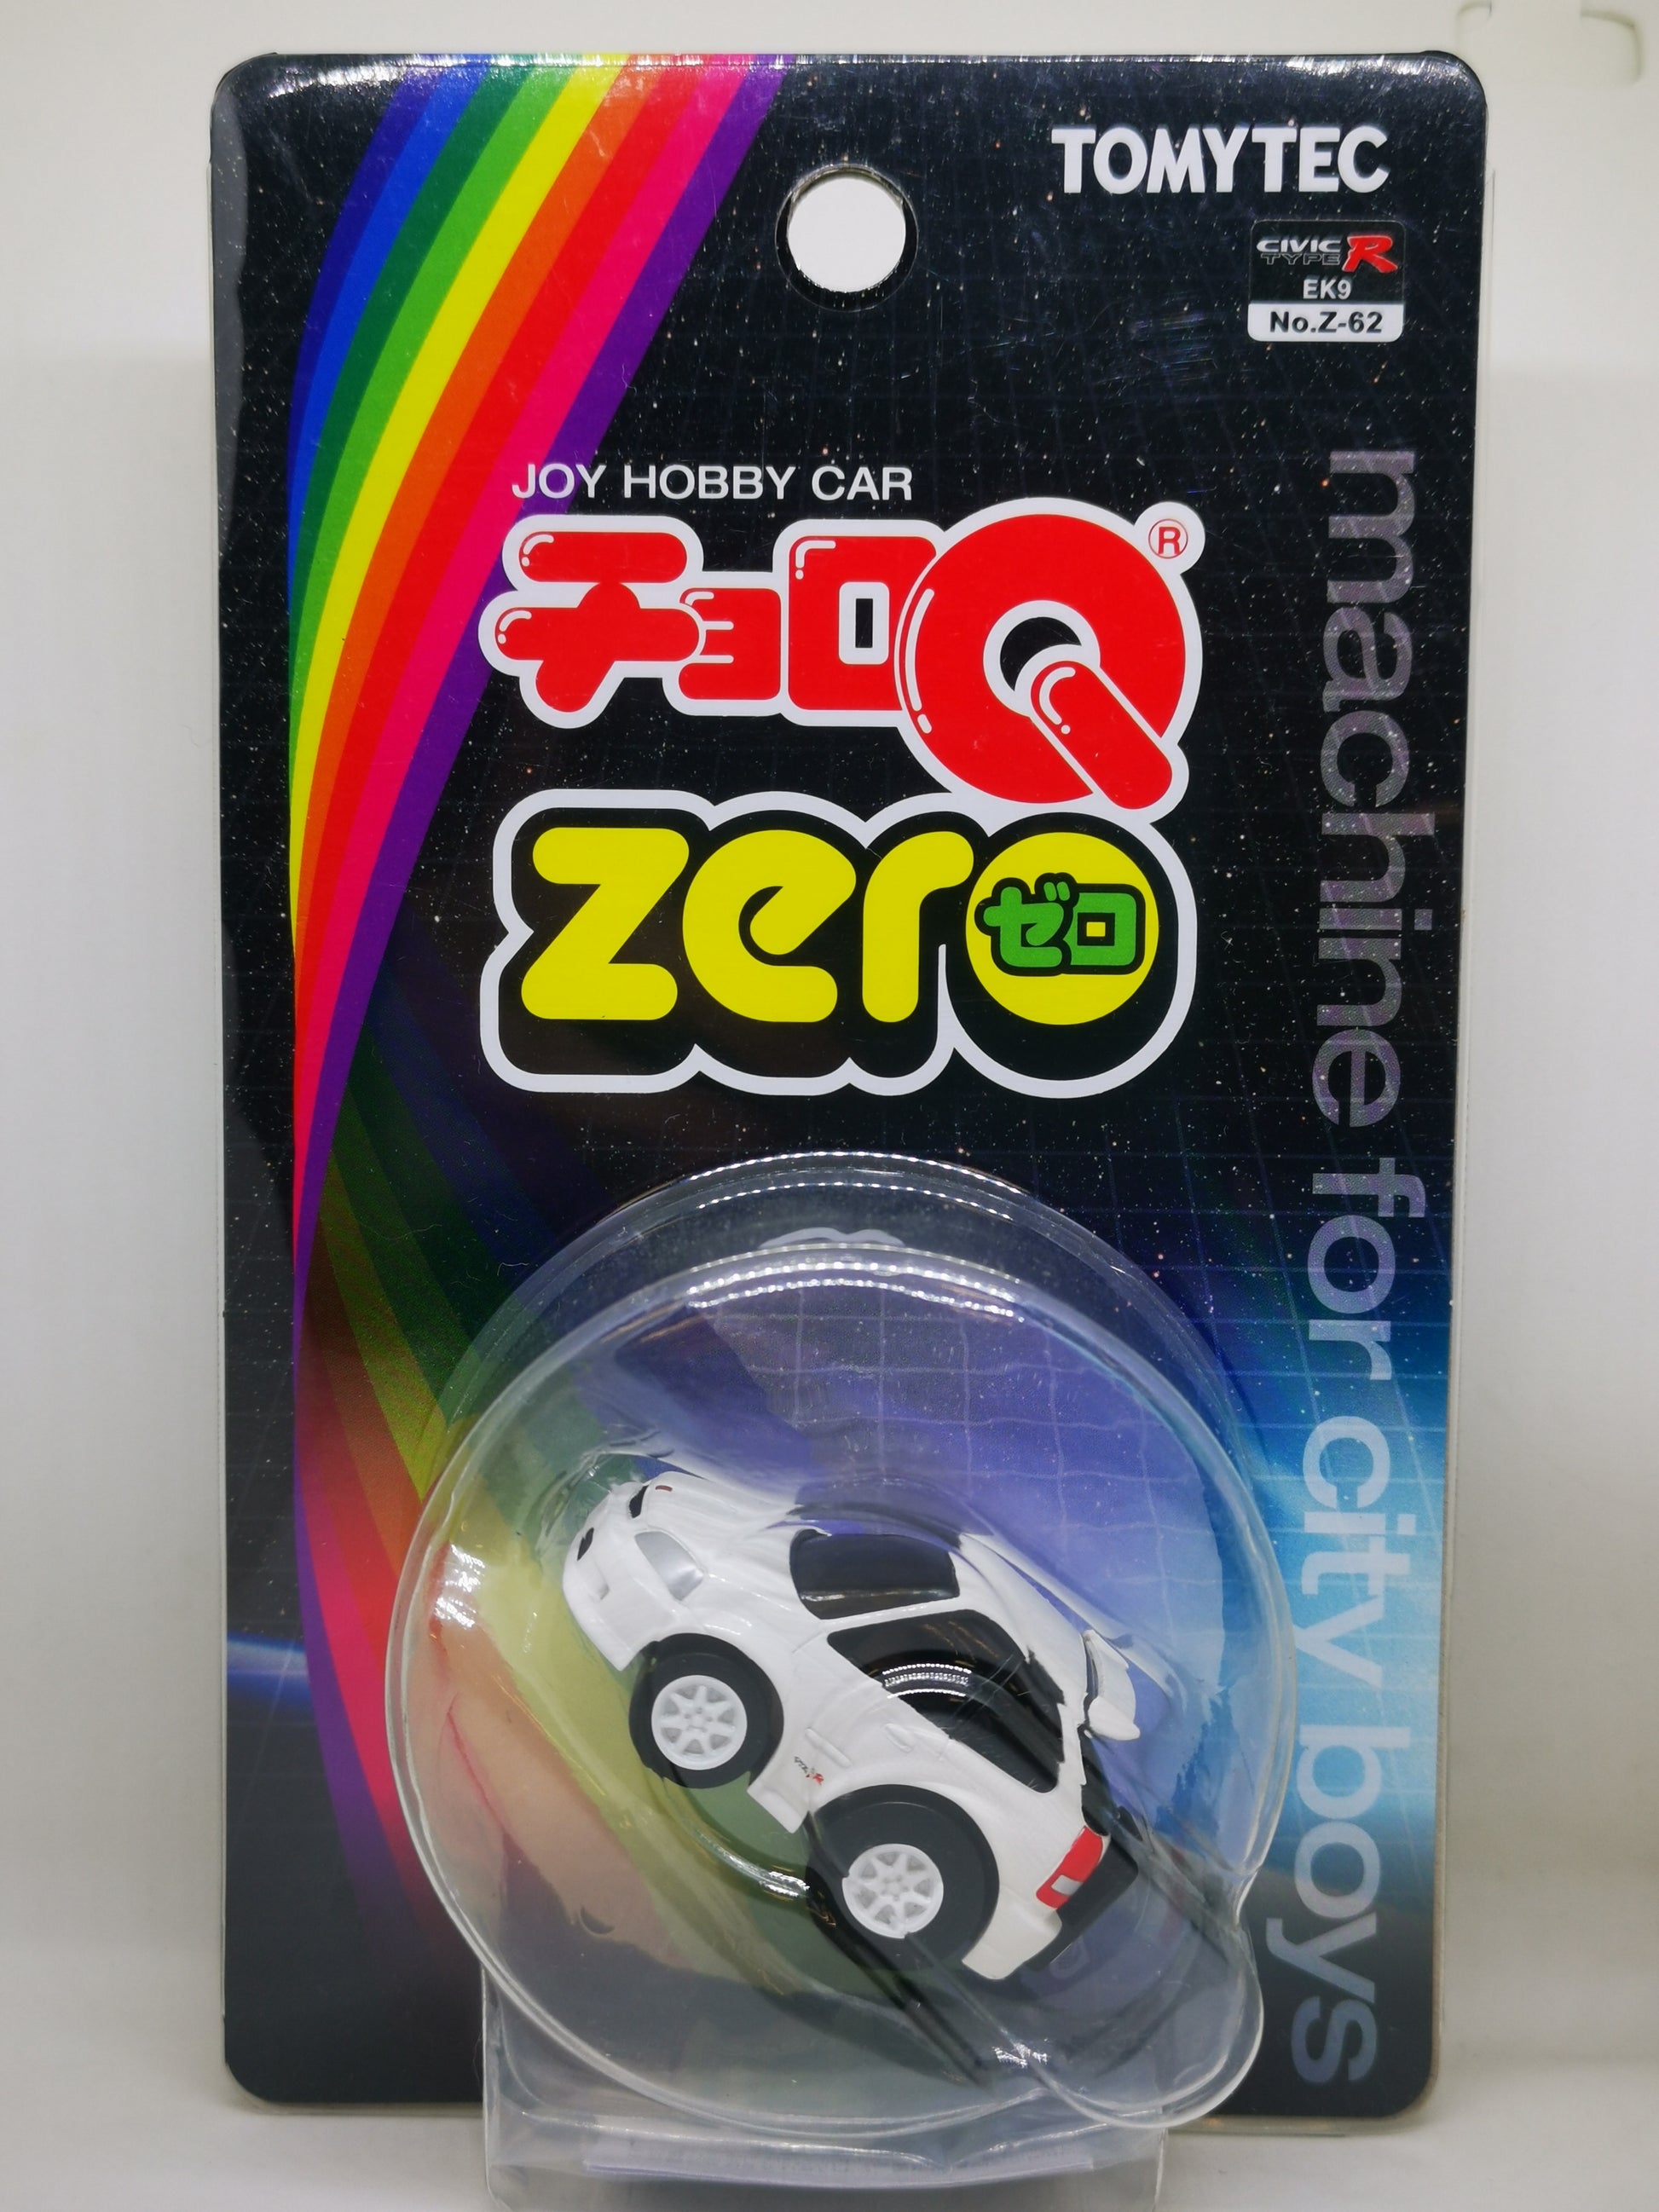 TOMYTEC
CIVIC
TYPE R
EK9
No.Z-62
JOY HOBBY CAR
チョロQ®
zero
ゼロ
machine for city boys